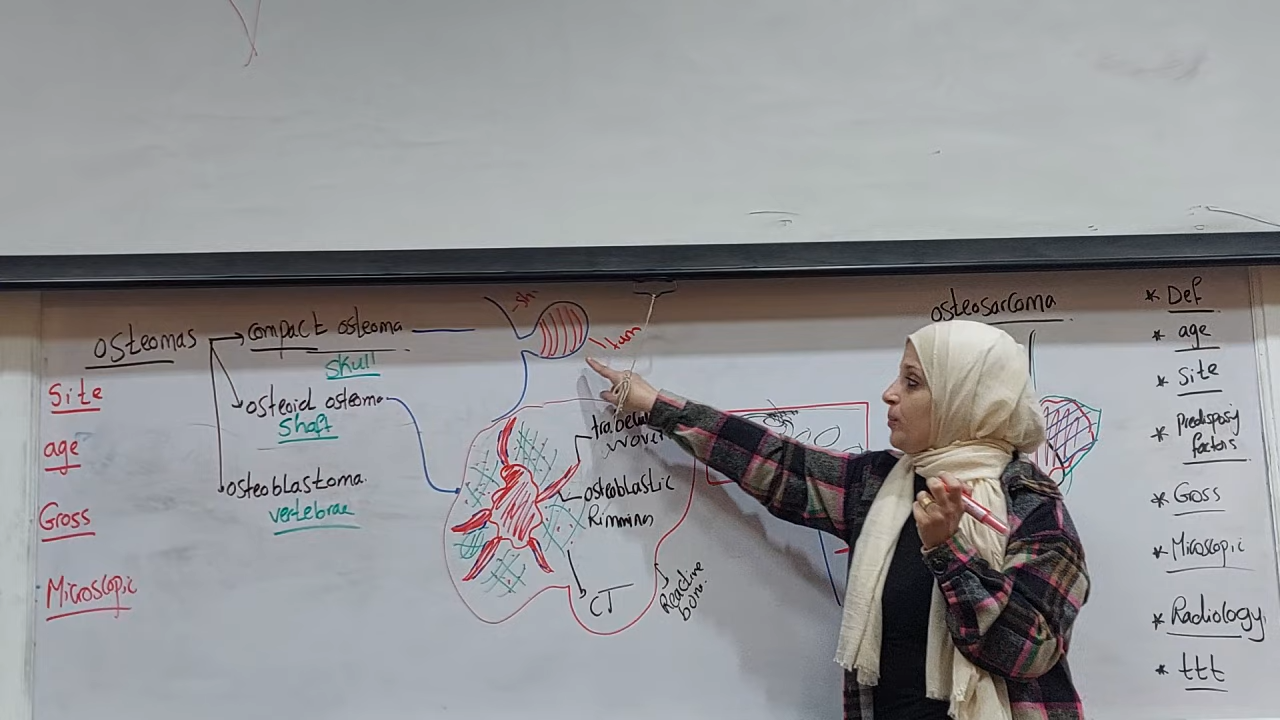 osteomas
compact osteoma
skull
osteoid osteoma
shaft
osteoblastoma
vertebrae
Site
age
Gross
Microscopic
osteoblastic
Rimming
CT
Reactive
bone
osteosarcoma
* Def
* age
* Site
* Predisposing
factors
* Gross
* Microscopic
* Radiology
* ttt